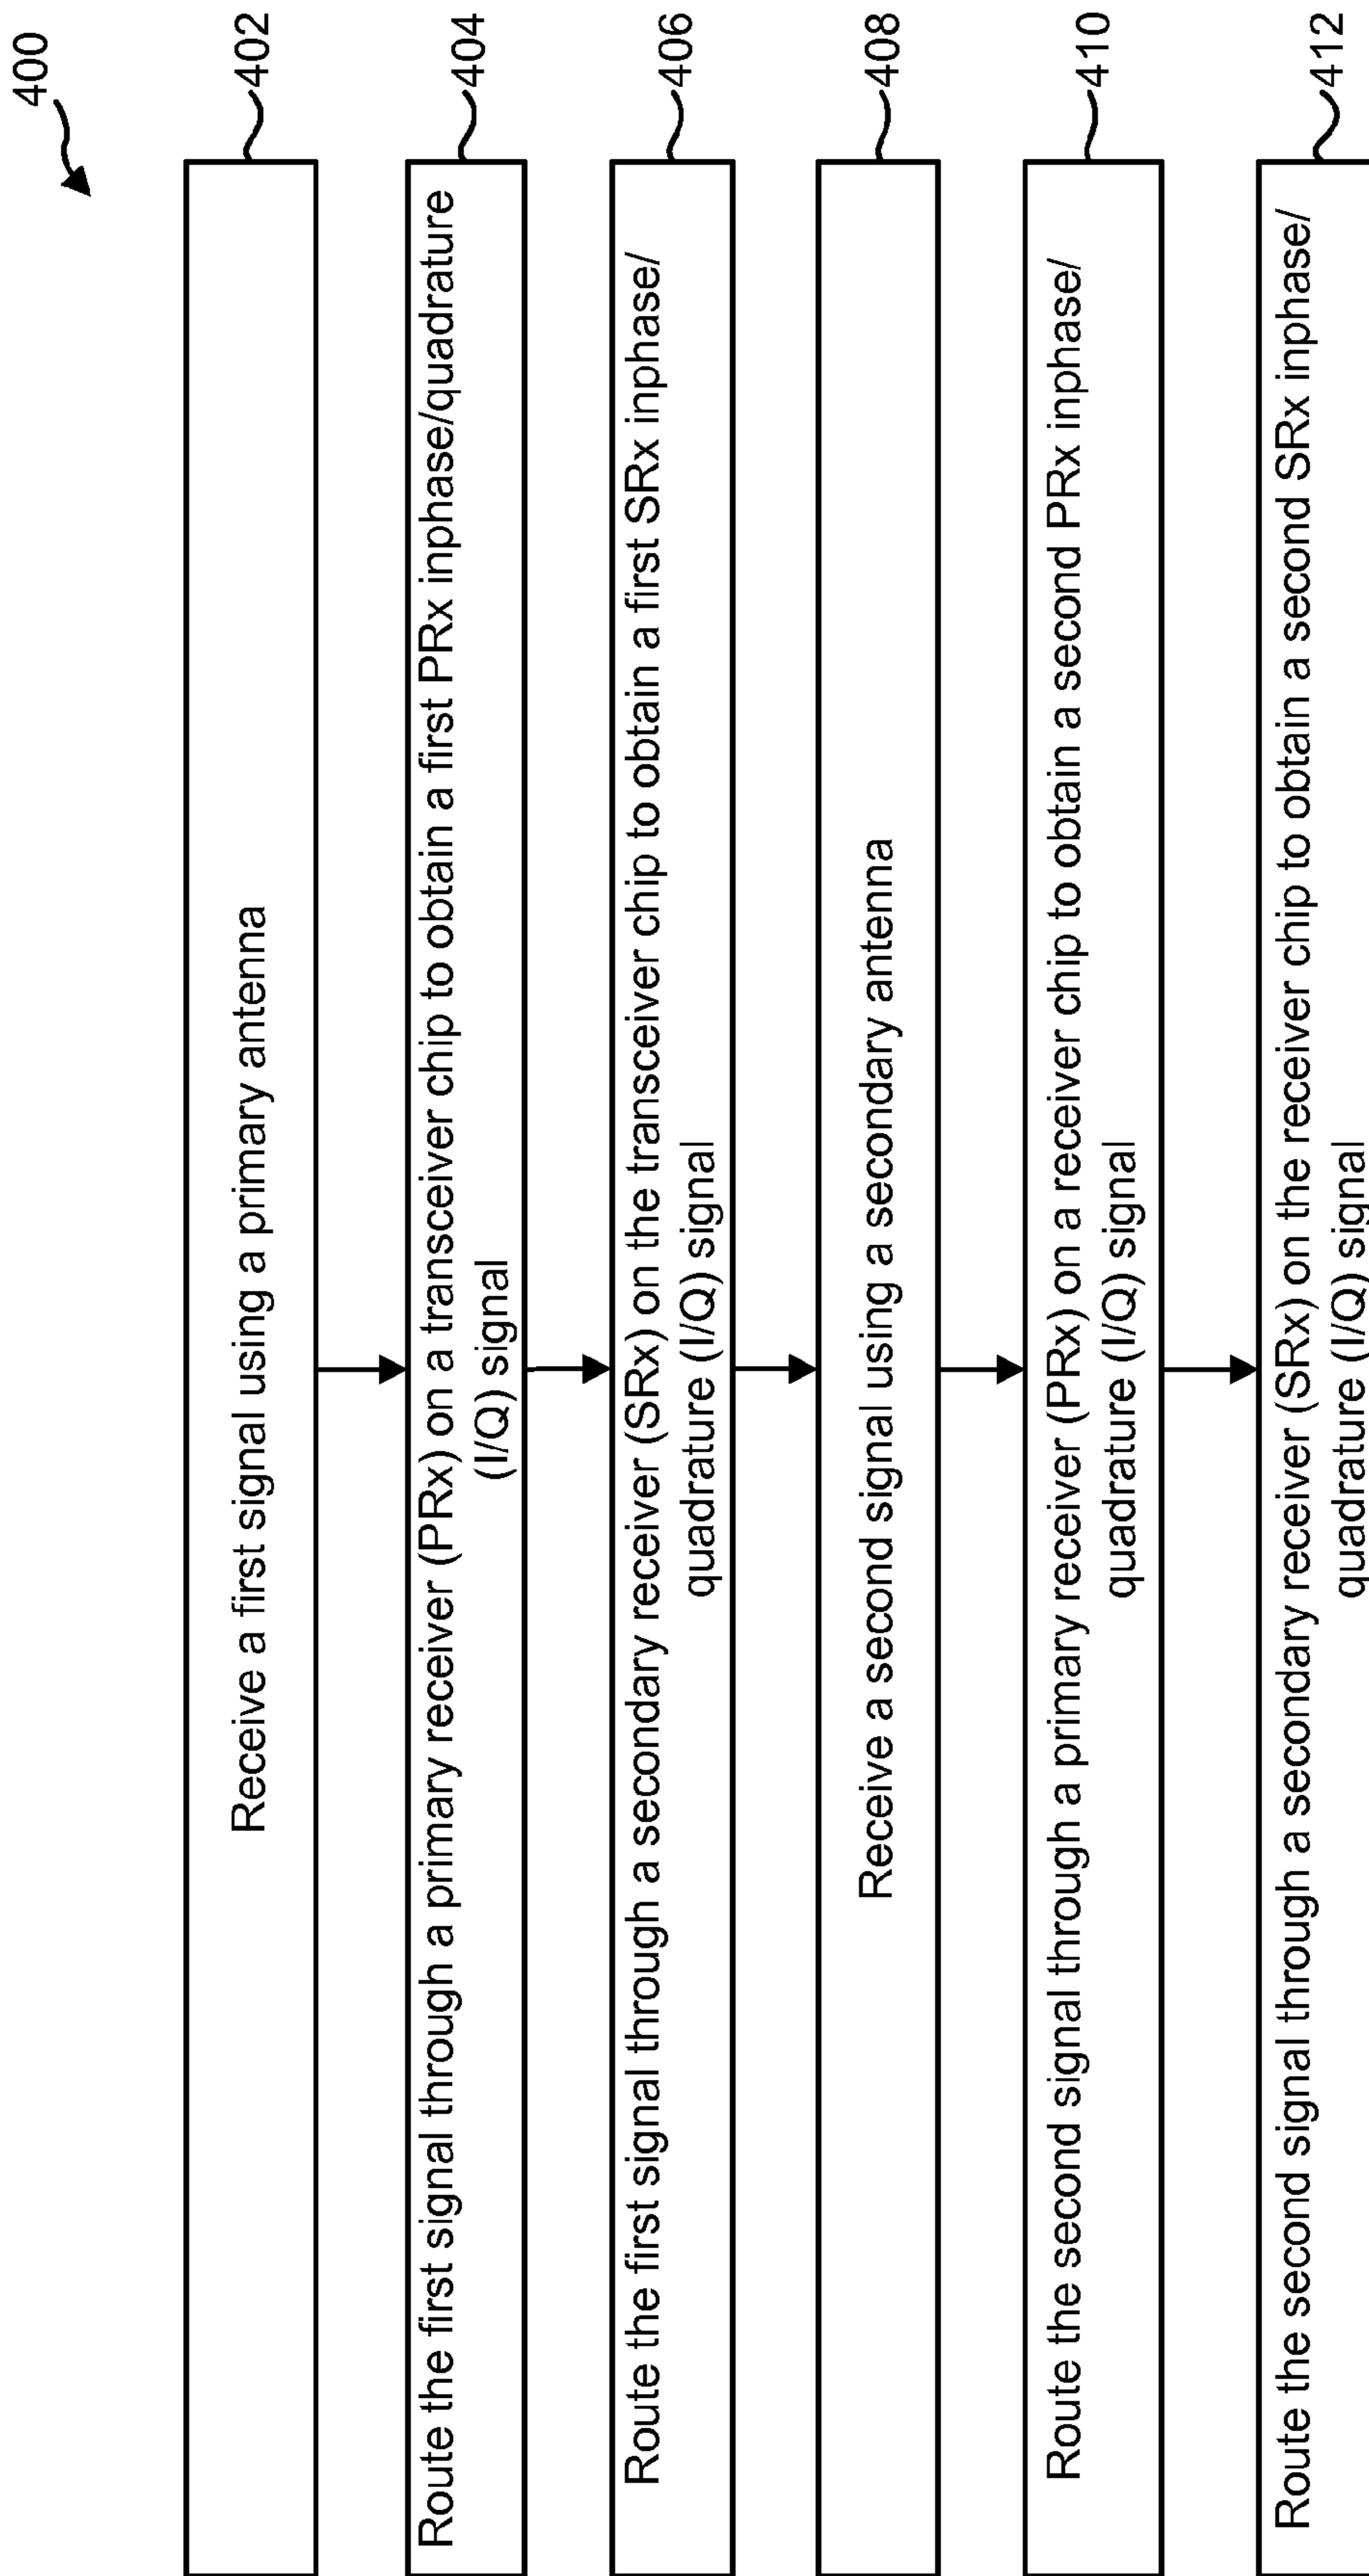 400
Receive a first signal using a primary antenna
402
Route the first signal through a primary receiver (PRx) on a transceiver chip to obtain a first PRx inphase/quadrature
(I/Q) signal
404
Route the first signal through a secondary receiver (SRx) on the transceiver chip to obtain a first SRx inphase/
quadrature (I/Q) signal
406
Receive a second signal using a secondary antenna
408
Route the second signal through a primary receiver (PRx) on a receiver chip to obtain a second PRx inphase/
quadrature (I/Q) signal
410
Route the second signal through a secondary receiver (SRx) on the receiver chip to obtain a second SRx inphase/
quadrature (I/Q) signal
412